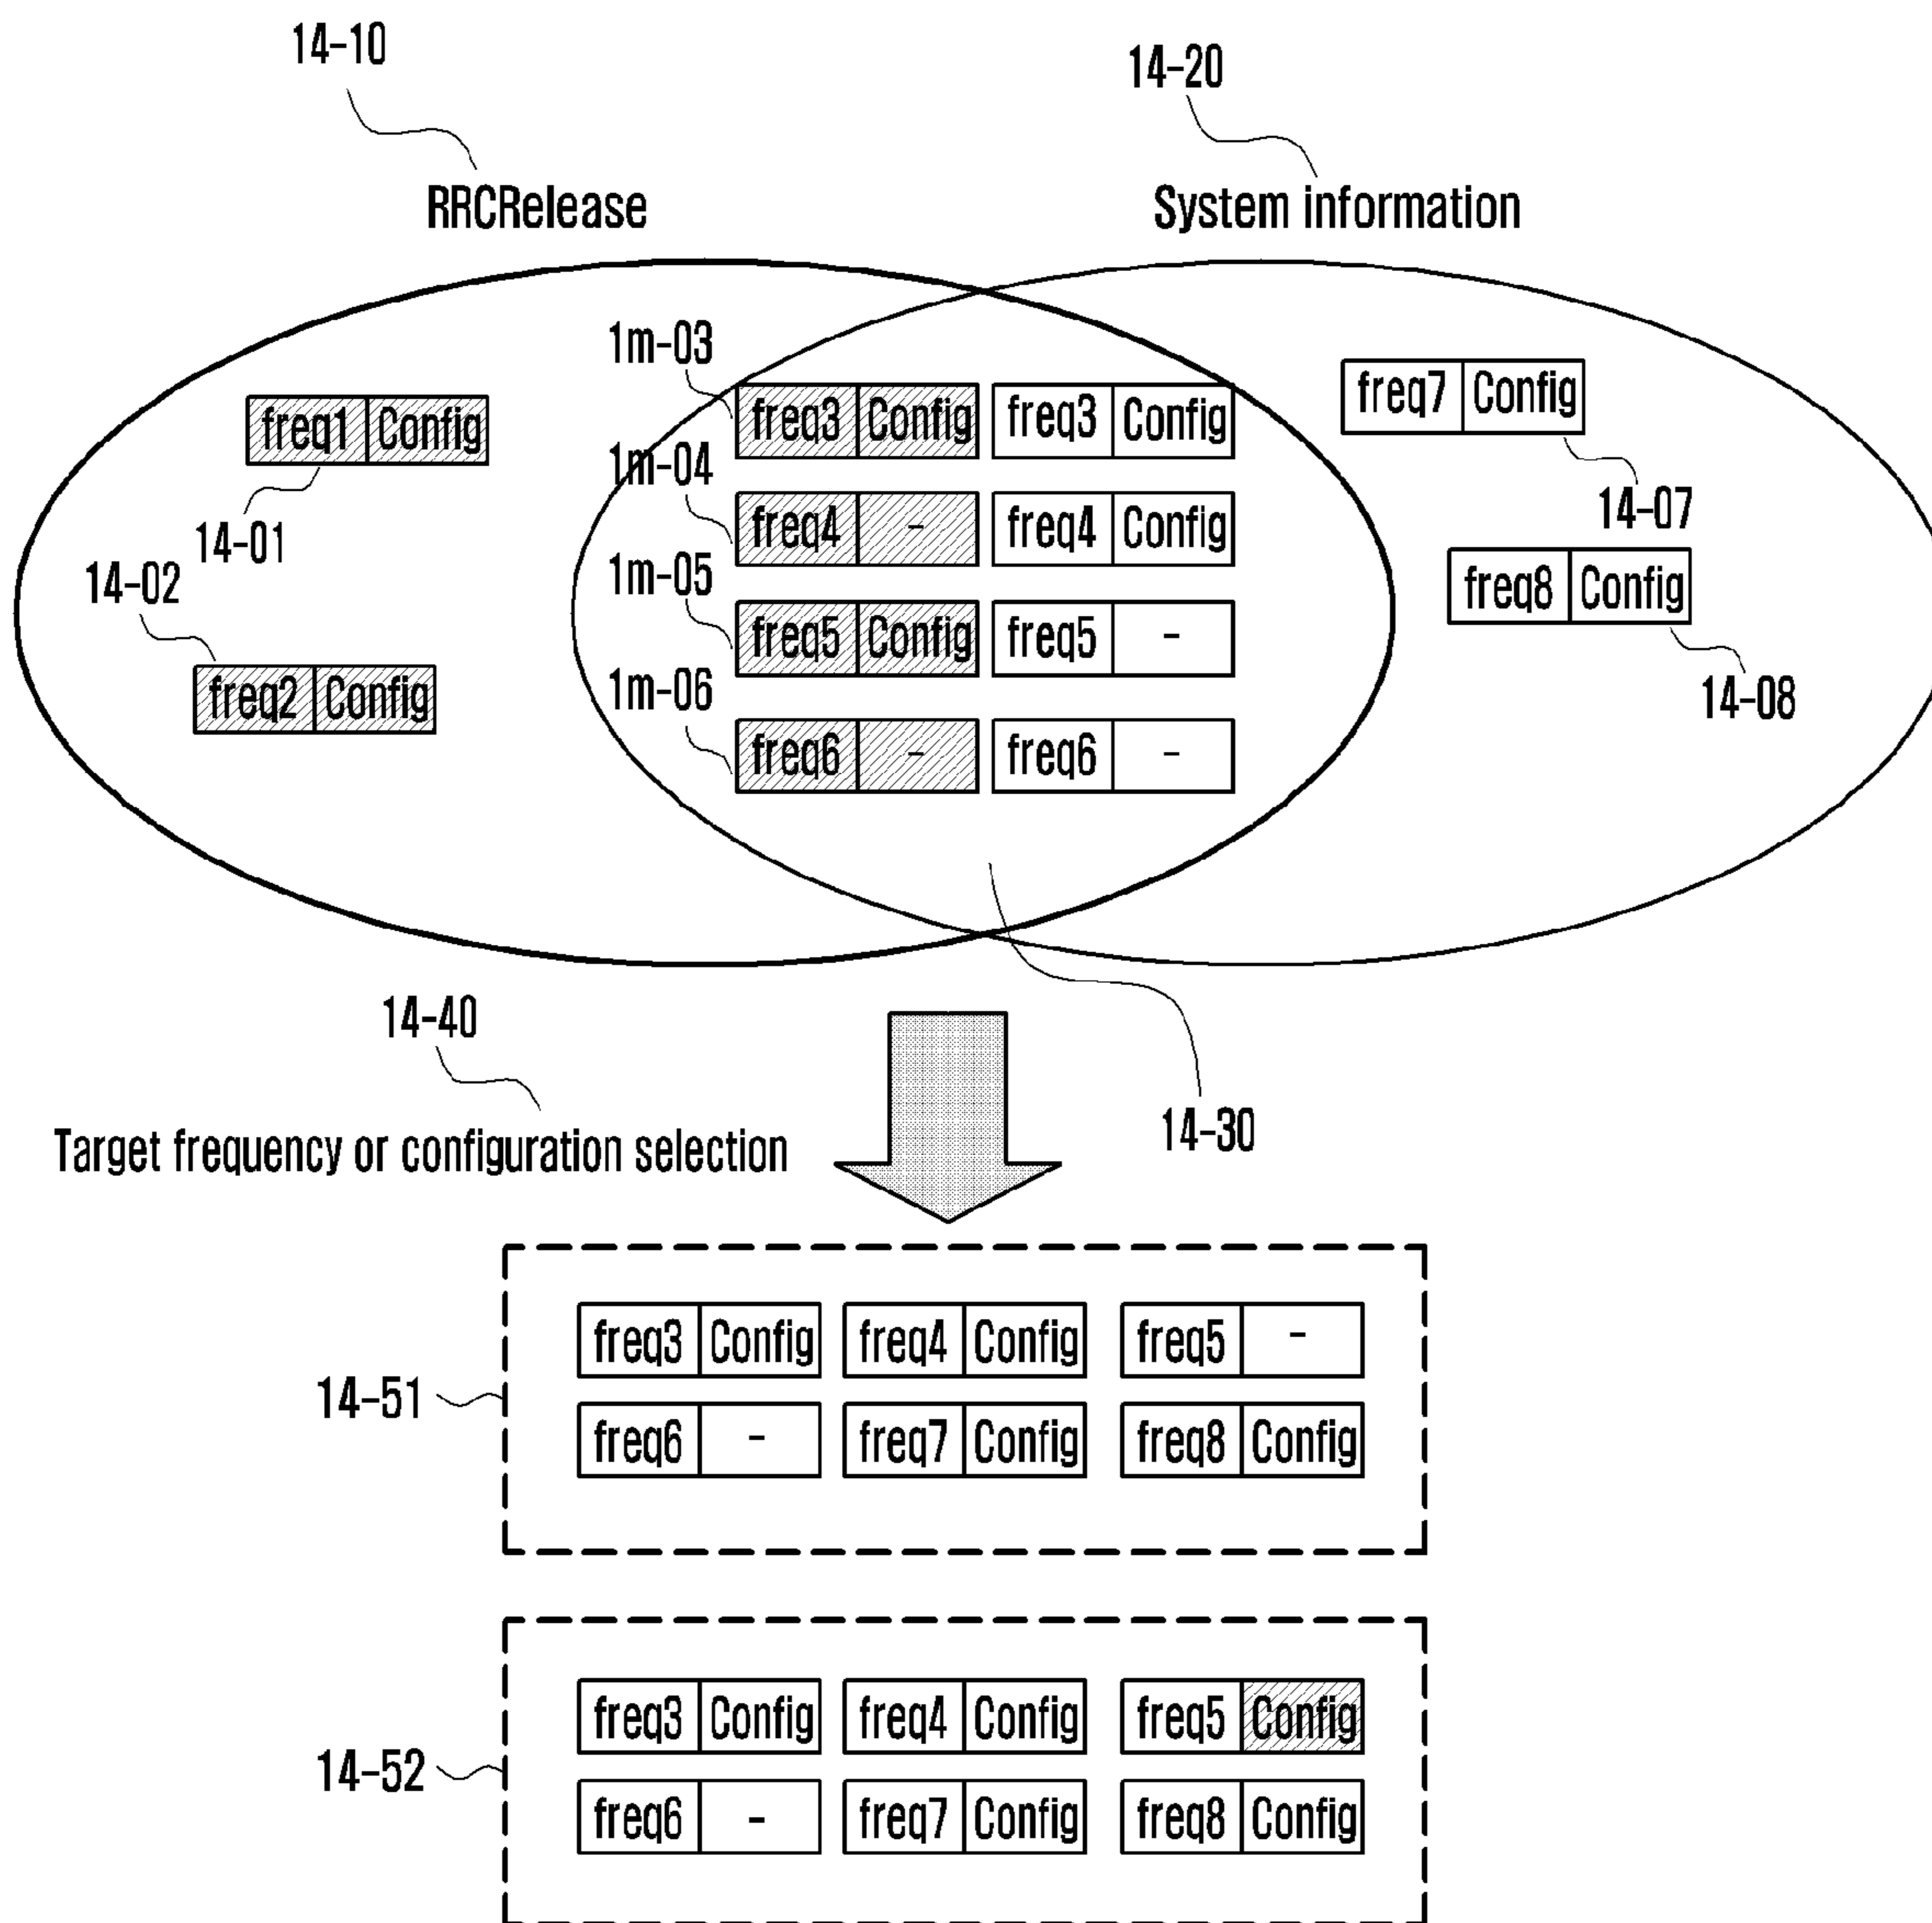 14-10
14-20
RRCRelease
System information
1m-03
freq1 Config
freq3 Config freq3 Config
freq7 Config
1m-04
14-01
freq4 - freq4 Config
14-07
14-02
1m-05
freq8 Config
freq5 Config freq5 -
freq2 Config
1m-06
14-08
freq6 - freq6 -
14-40
14-30
Target frequency or configuration selection
freq3 Config freq4 Config freq5 -
14-51
freq6 - freq7 Config freq8 Config
freq3 Config freq4 Config freq5 Config
14-52
freq6 - freq7 Config freq8 Config